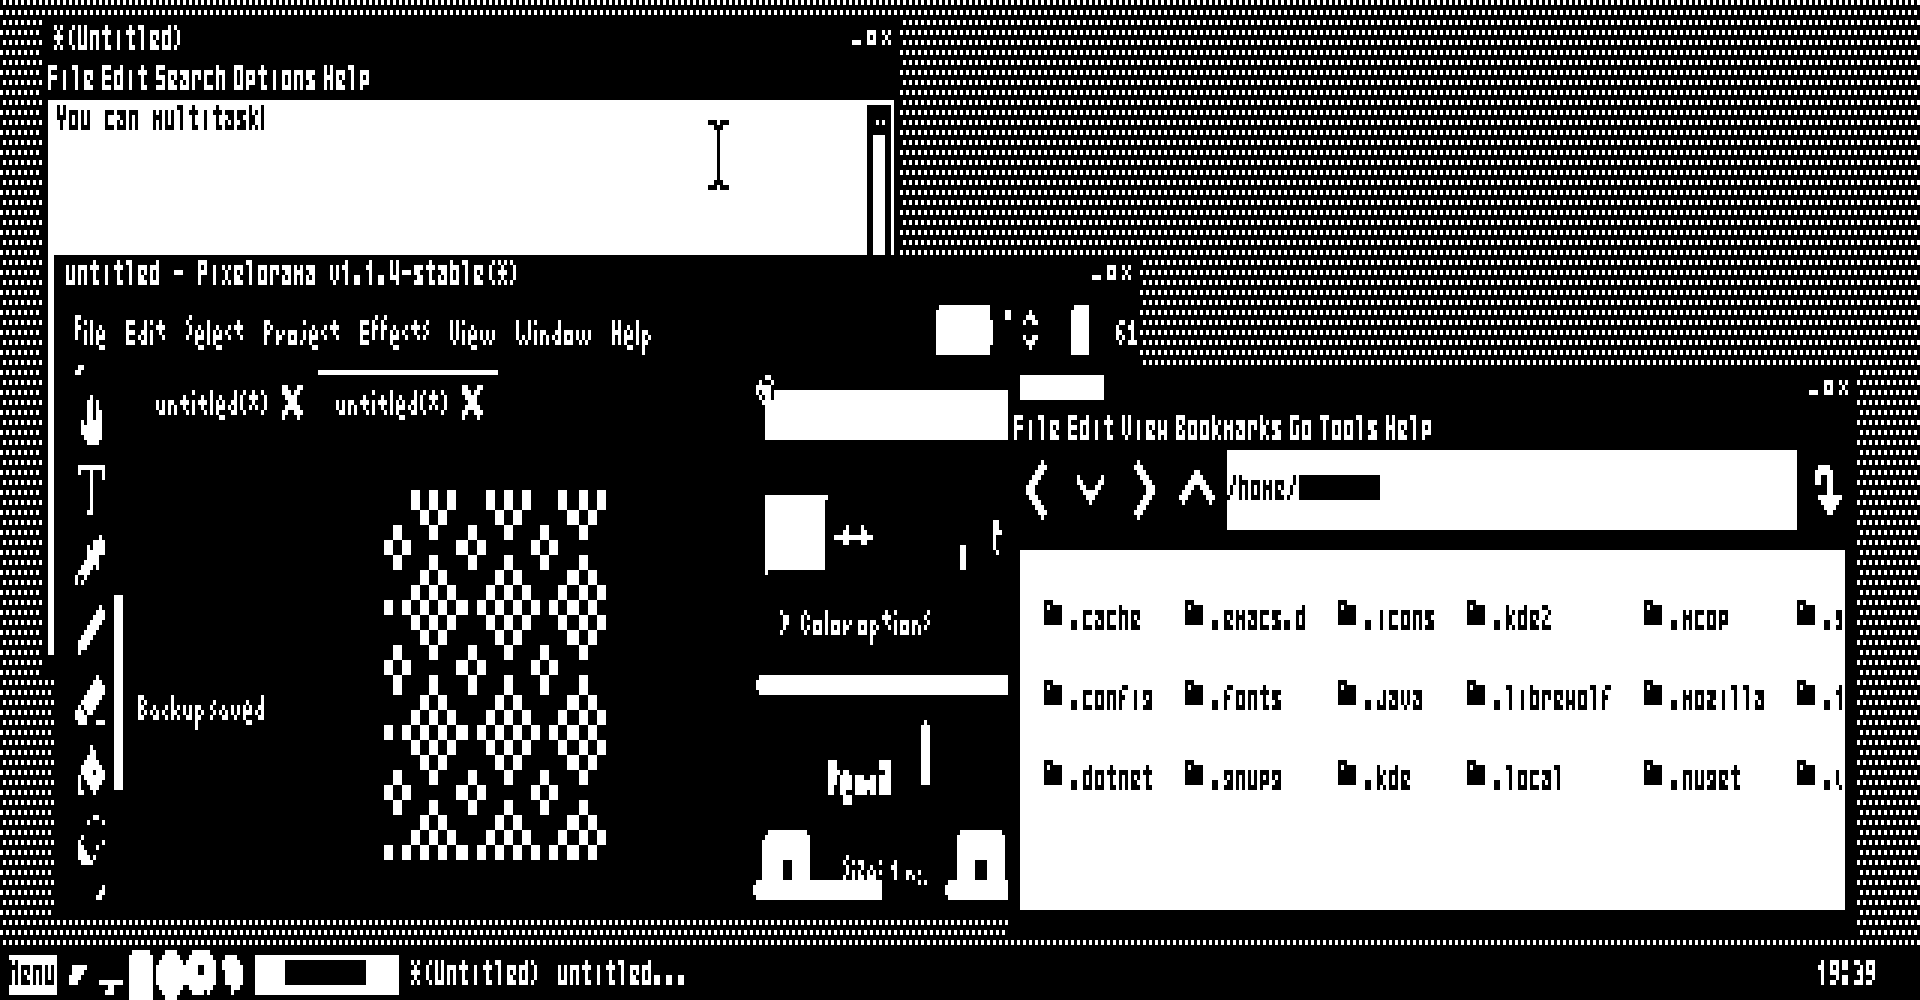 *(Untitled)
File Edit Search Options Help
You can multitask
untitled - Pixelorama v1.1.4-stable(*)
File Edit Select Project Effects View Window Help
61
untitled(*) untitled(*)
File Edit View Bookmarks Go Tools Help
/home/
Color options
.cache .emacs.d .icons .kde2 .mcop
.config .fonts .java .librewolf .mozilla
Backup saved
Pencil
.dotnet .gnupg .kde .local .nuget
Menu *(Untitled) untitled... 19:39